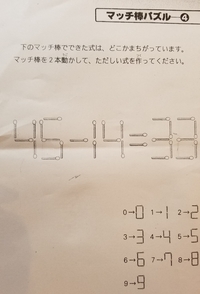 マッチ棒パズル—④
下のマッチ棒でできた式は、どこかまちがっています。
マッチ棒を2本動かして、ただしい式を作ってください。
45-14=33
0→0 1→1 2→2
3→3 4→4 5→5
6→6 7→7 8→8
9→9